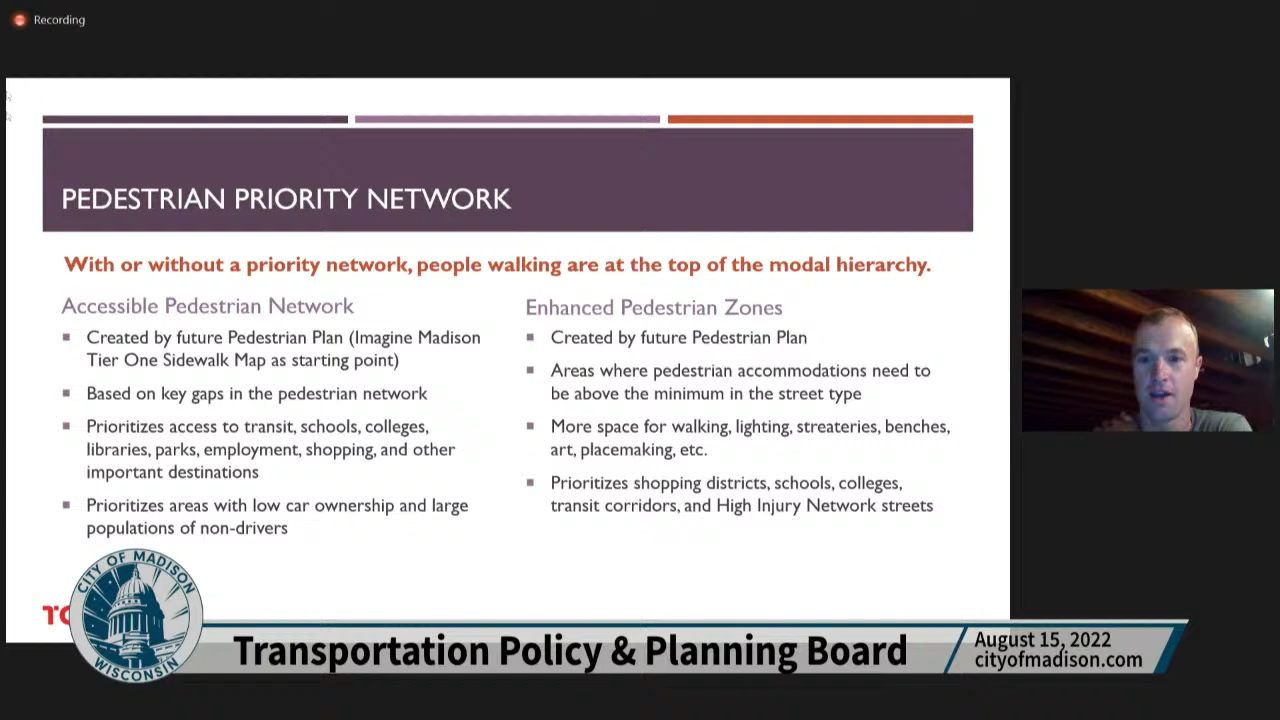 Recording
PEDESTRIAN PRIORITY NETWORK
With or without a priority network, people walking are at the top of the modal hierarchy.
Accessible Pedestrian Network
Created by future Pedestrian Plan (Imagine Madison
Tier One Sidewalk Map as starting point)
Based on key gaps in the pedestrian network
Prioritizes access to transit, schools, colleges,
libraries, parks, employment, shopping, and other
important destinations
Prioritizes areas with low car ownership and large
populations of non-drivers
Enhanced Pedestrian Zones
Created by future Pedestrian Plan
Areas where pedestrian accommodations need to
be above the minimum in the street type
More space for walking, lighting, streateries, benches,
art, placemaking, etc.
Prioritizes shopping districts, schools, colleges,
transit corridors, and High Injury Network streets
CITY OF MADISON
WISCONSIN
Transportation Policy & Planning Board
August 15, 2022
cityofmadison.com